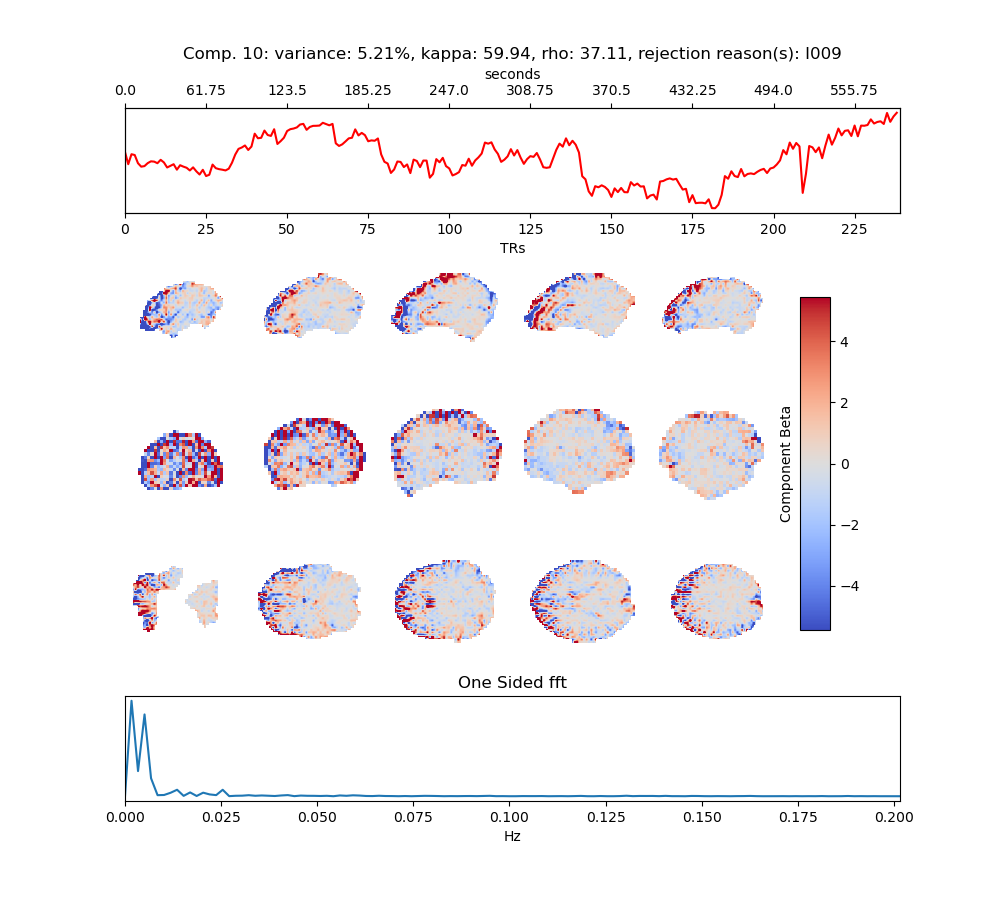 Comp. 10: variance: 5.21%, kappa: 59.94, rho: 37.11, rejection reason(s): I009
seconds
0.0 61.75 123.5 185.25 247.0 308.75 370.5 432.25 494.0 555.75
0 25 50 75 100 125 150 175 200 225
TRs
4
2
0
−2
−4
Component Beta
One Sided fft
0.000 0.025 0.050 0.075 0.100 0.125 0.150 0.175 0.200
Hz